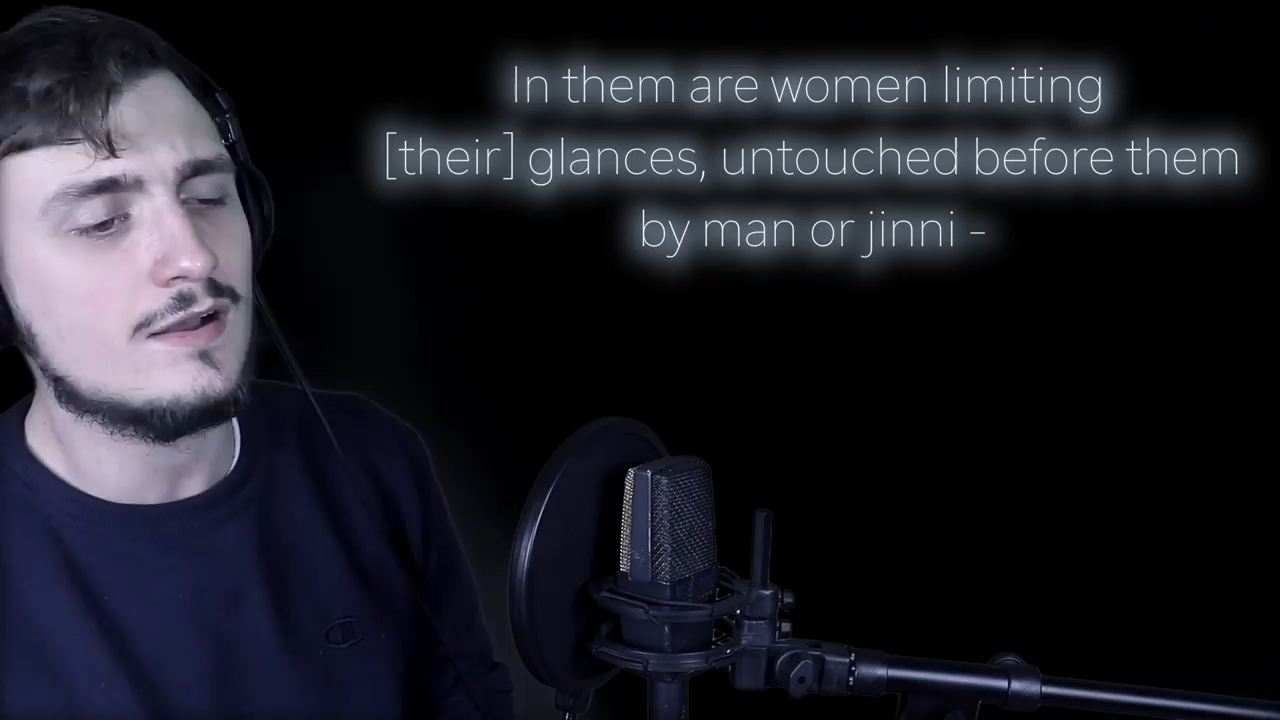 In them are women limiting
[their] glances, untouched before them
by man or jinni -